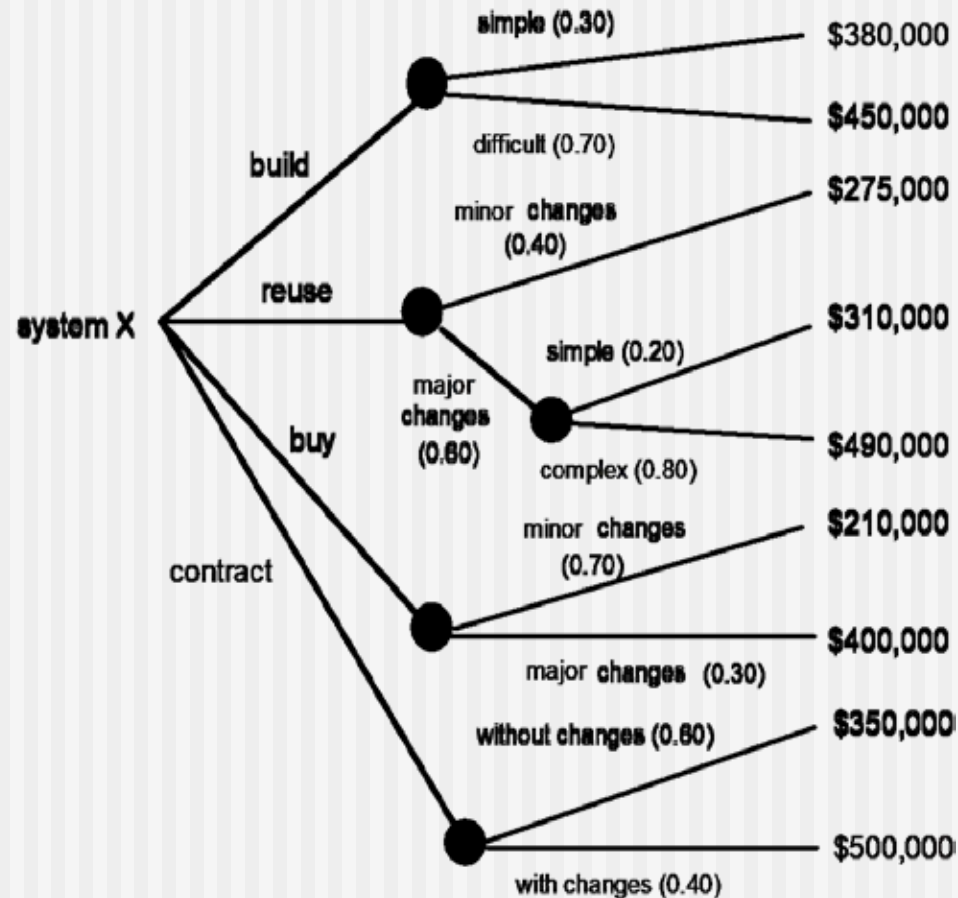 simple (0.30)
$380,000
$450,000
difficult (0.70)
build
$275,000
minor changes
(0.40)
reuse
system X
$310,000
simple (0.20)
major
changes
(0.60)
buy
$490,000
complex (0.80)
$210,000
minor changes
(0.70)
contract
$400,000
major changes (0.30)
$350,000
without changes (0.60)
$500,000
with changes (0.40)